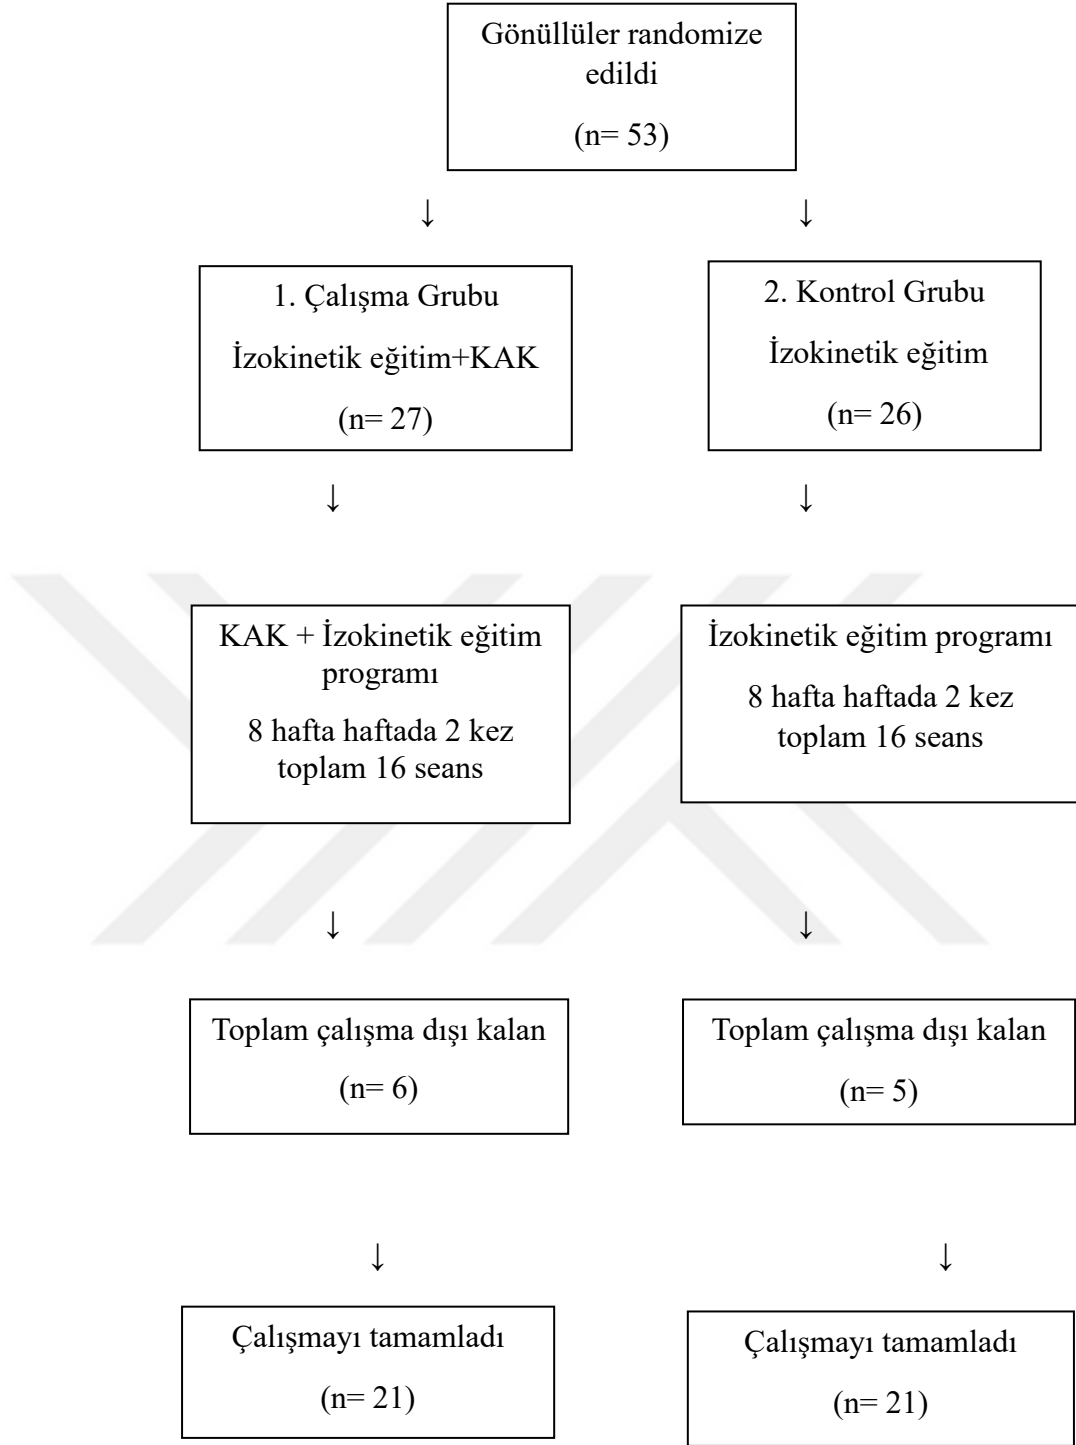 Gönüllüler randomize
edildi
(n= 53)
↓ ↓
1. Çalışma Grubu
İzokinetik eğitim+KAK
(n= 27)
2. Kontrol Grubu
İzokinetik eğitim
(n= 26)
↓ ↓
KAK + İzokinetik eğitim
programı
8 hafta haftada 2 kez
toplam 16 seans
İzokinetik eğitim programı
8 hafta haftada 2 kez
toplam 16 seans
↓ ↓
Toplam çalışma dışı kalan
(n= 6)
Toplam çalışma dışı kalan
(n= 5)
↓ ↓
Çalışmayı tamamladı
(n= 21)
Çalışmayı tamamladı
(n= 21)